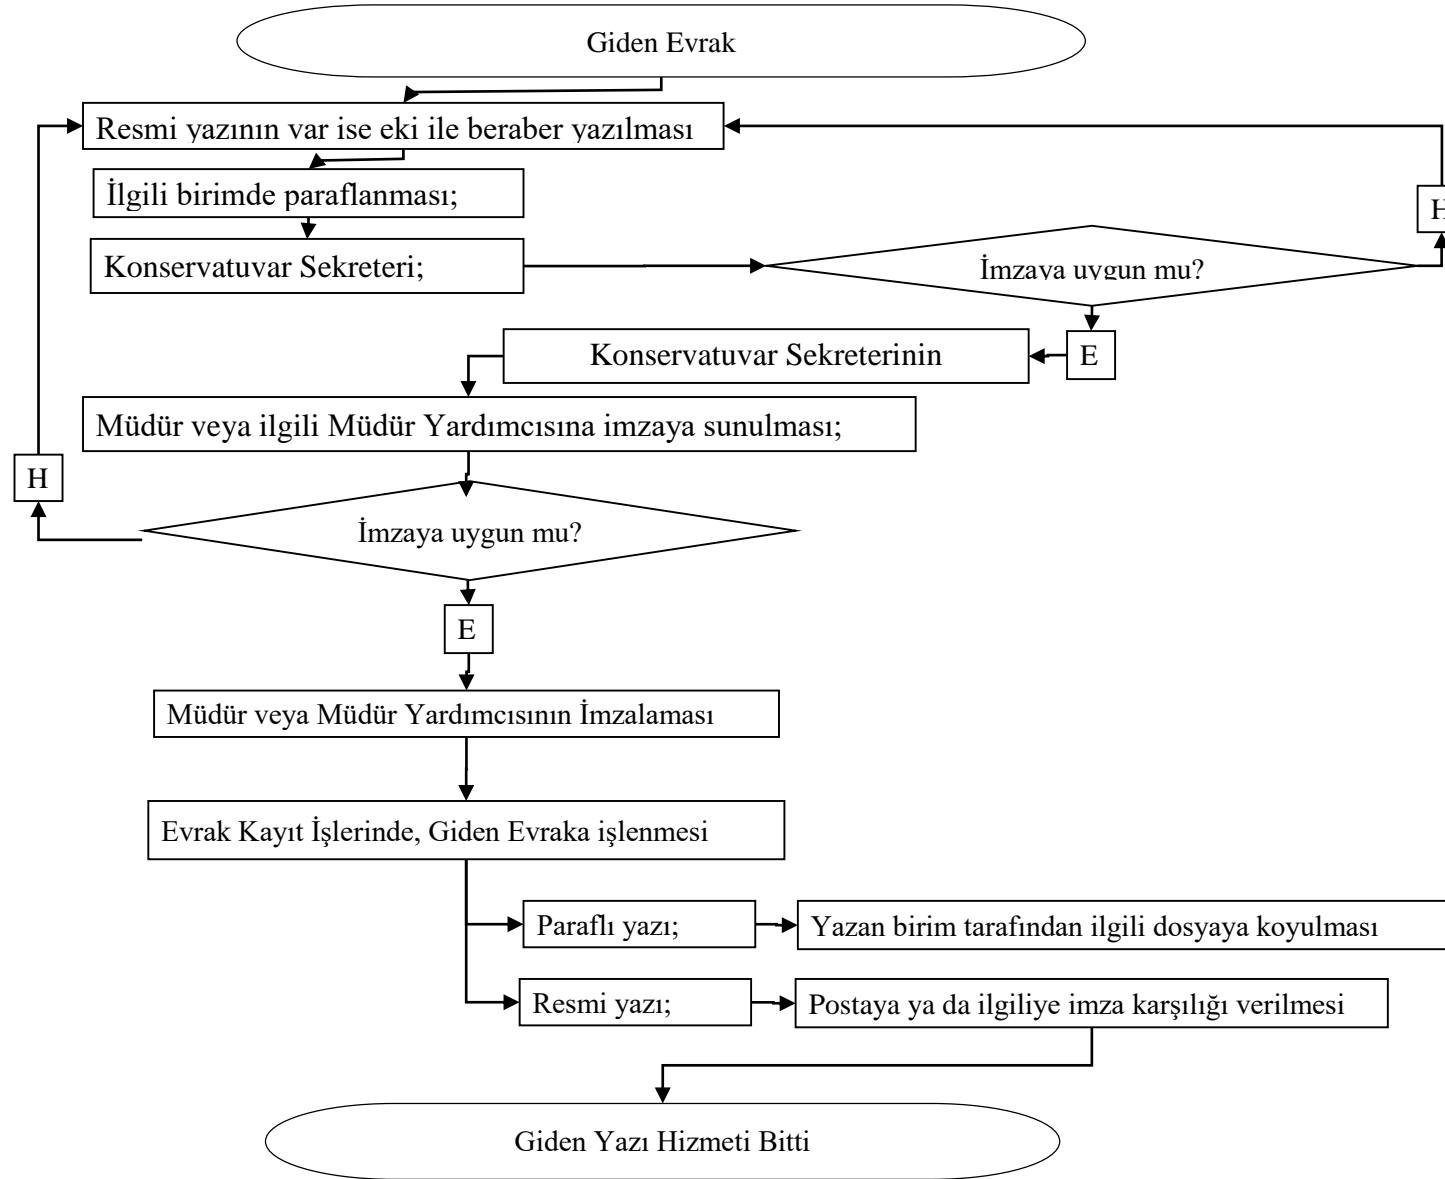 Giden Evrak
Resmi yazının var ise eki ile beraber yazılması
İlgili birimde paraflanması;
H
Konservatuvar Sekreteri;
İmzaya uygun mu?
Konservatuvar Sekreterinin
E
Müdür veya ilgili Müdür Yardımcısına imzaya sunulması;
H
İmzaya uygun mu?
E
Müdür veya Müdür Yardımcısının İmzalaması
Evrak Kayıt İşlerinde, Giden Evraka işlenmesi
Paraflı yazı;
Yazan birim tarafından ilgili dosyaya koyulması
Resmi yazı;
Postaya ya da ilgiliye imza karşılığı verilmesi
Giden Yazı Hizmeti Bitti